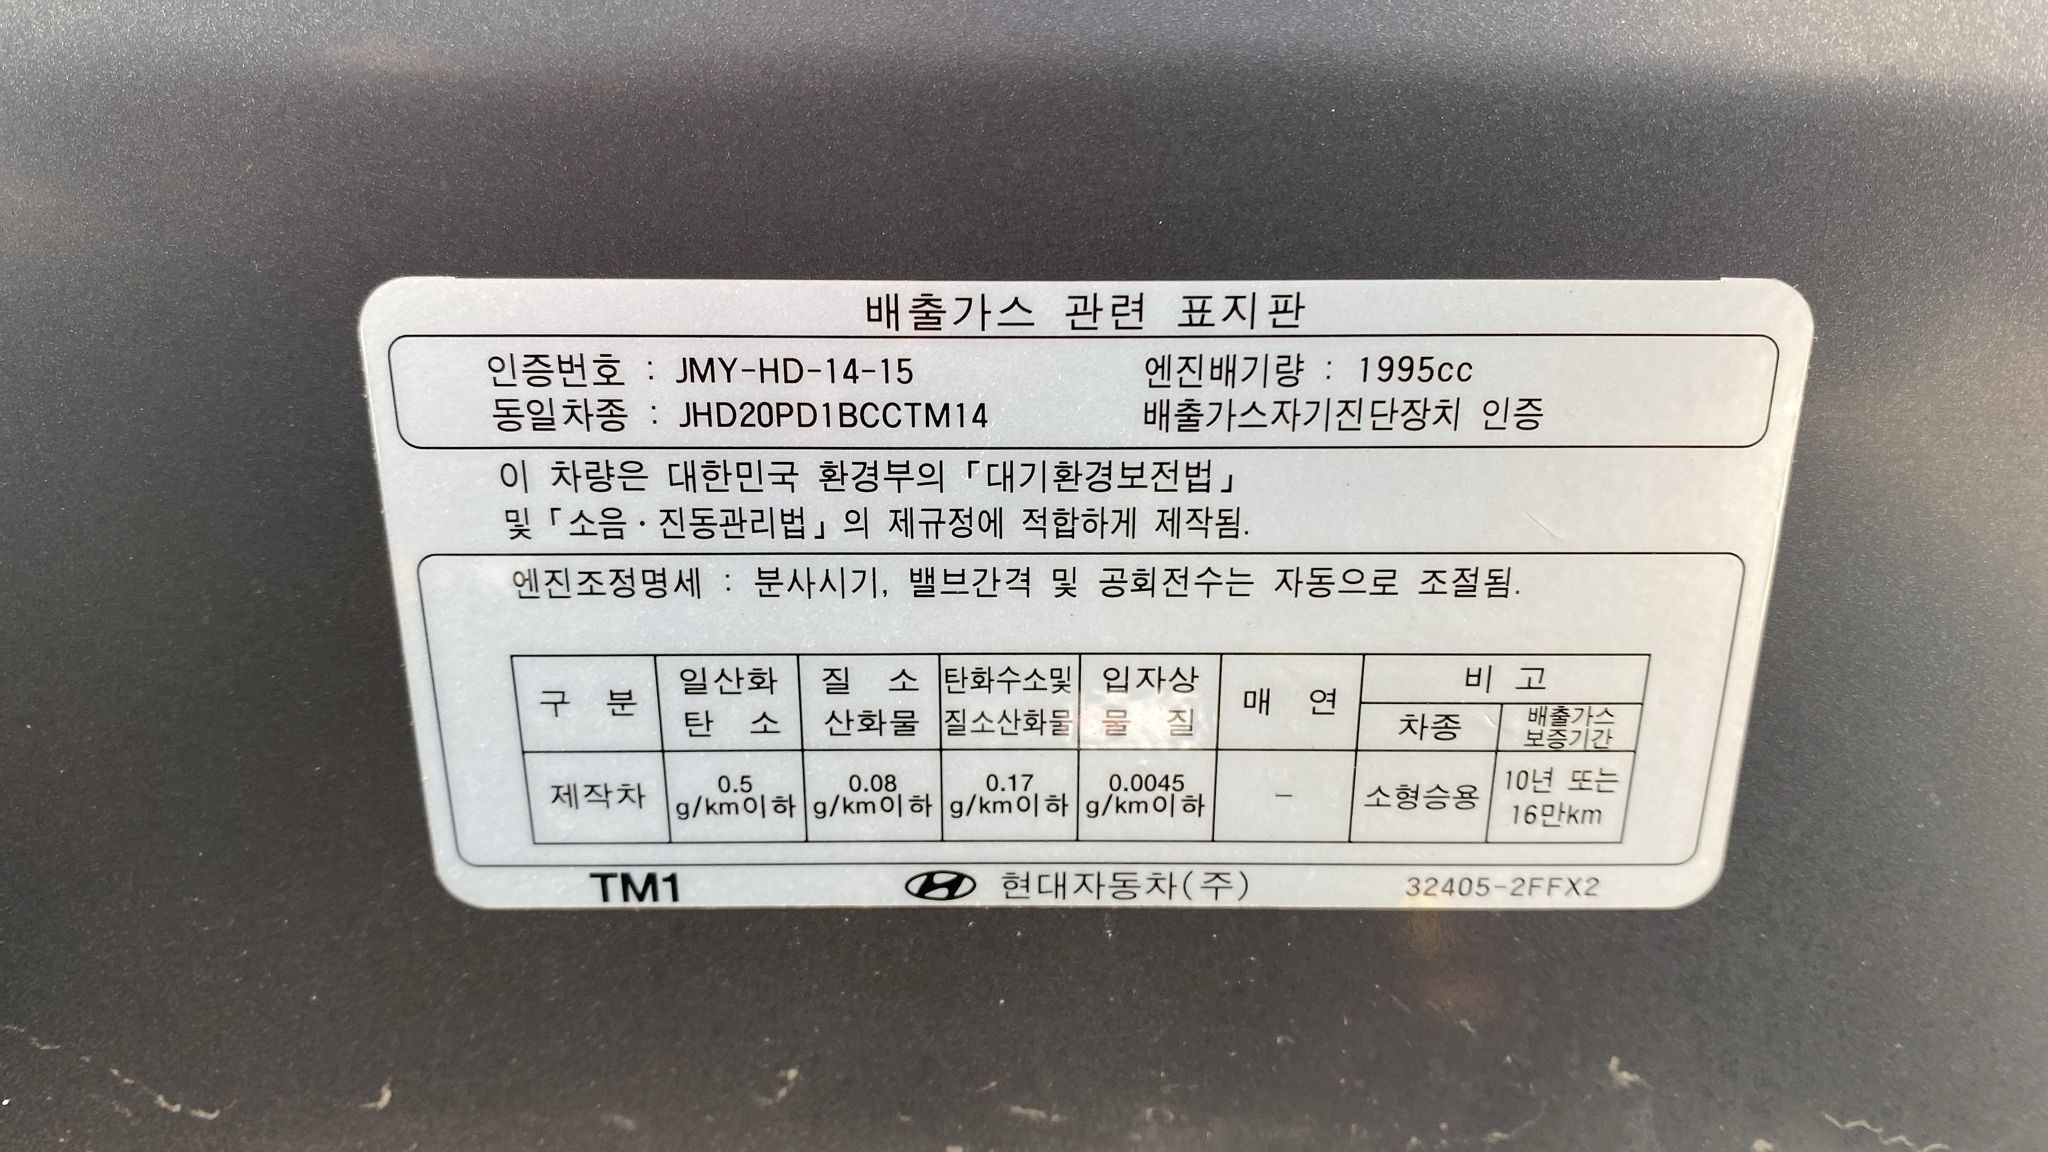 배출가스 관련 표지판
인증번호 : JMY-HD-14-15 엔진배기량 : 1995cc
동일차종 : JHD20PD1BCCTM14 배출가스자기진단장치 인증
이 차량은 대한민국 환경부의 「대기환경보전법」
및 「소음·진동관리법」의 제규정에 적합하게 제작됨.
엔진조정명세 : 분사시기, 밸브간격 및 공회전수는 자동으로 조절됨.
구 분
일산화
탄 소
질 소
산화물
탄화수소및
질소산화물
입자상
물 질
매 연
비 고
차종
배출가스
보증기간
제작차
0.5
g/km이하
0.08
g/km이하
0.17
g/km이하
0.0045
g/km이하
-
소형승용
10년 또는
16만km
TM1 현대자동차(주) 32405-2FFX2